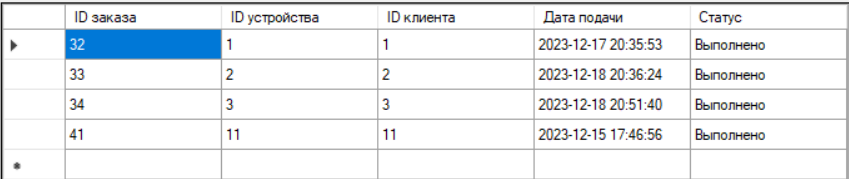 ID заказа ID устройства ID клиента Дата подачи Статус
32 1 1 2023-12-17 20:35:53 Выполнено
33 2 2 2023-12-18 20:36:24 Выполнено
34 3 3 2023-12-18 20:51:40 Выполнено
41 11 11 2023-12-15 17:46:56 Выполнено